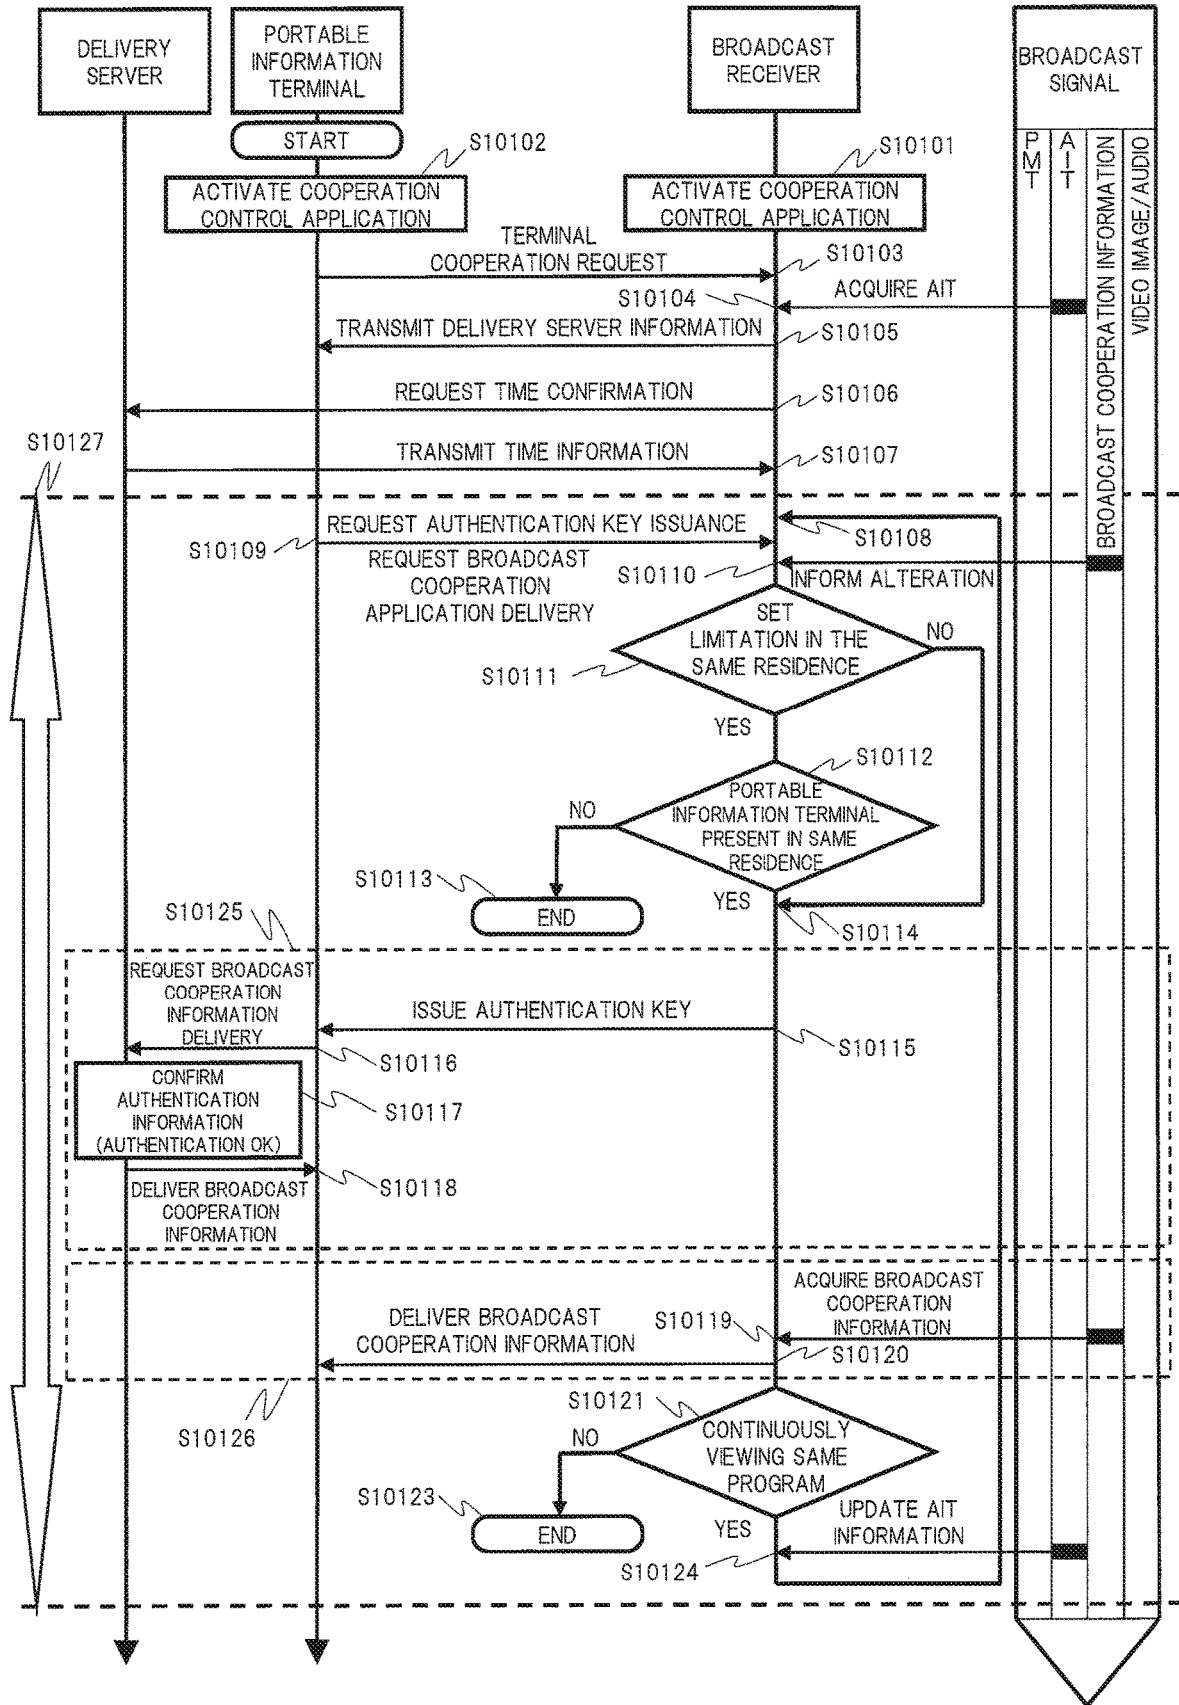 DELIVERY
SERVER
PORTABLE
INFORMATION
TERMINAL
BROADCAST
RECEIVER
BROADCAST
SIGNAL
PMT
AIT
BROADCAST COOPERATION INFORMATION
VIDEO IMAGE/AUDIO
START
S10102
S10101
ACTIVATE COOPERATION
CONTROL APPLICATION
ACTIVATE COOPERATION
CONTROL APPLICATION
TERMINAL
COOPERATION REQUEST
S10103
S10104
ACQUIRE AIT
TRANSMIT DELIVERY SERVER INFORMATION
S10105
REQUEST TIME CONFIRMATION
S10106
S10127
TRANSMIT TIME INFORMATION
S10107
REQUEST AUTHENTICATION KEY ISSUANCE
S10108
S10109
REQUEST BROADCAST
COOPERATION
APPLICATION DELIVERY
S10110
INFORM ALTERATION
SET
LIMITATION IN THE
SAME RESIDENCE
NO
S10111
YES
S10112
PORTABLE
INFORMATION TERMINAL
PRESENT IN SAME
RESIDENCE
NO
S10113
END
YES
S10114
S10125
REQUEST BROADCAST
COOPERATION
INFORMATION
DELIVERY
ISSUE AUTHENTICATION KEY
S10115
S10116
CONFIRM
AUTHENTICATION
INFORMATION
(AUTHENTICATION OK)
S10117
S10118
DELIVER BROADCAST
COOPERATION
INFORMATION
ACQUIRE BROADCAST
COOPERATION
INFORMATION
DELIVER BROADCAST
COOPERATION INFORMATION
S10119
S10120
S10126
S10121
CONTINUOUSLY
VIEWING SAME
PROGRAM
NO
S10123
END
YES
UPDATE AIT
INFORMATION
S10124